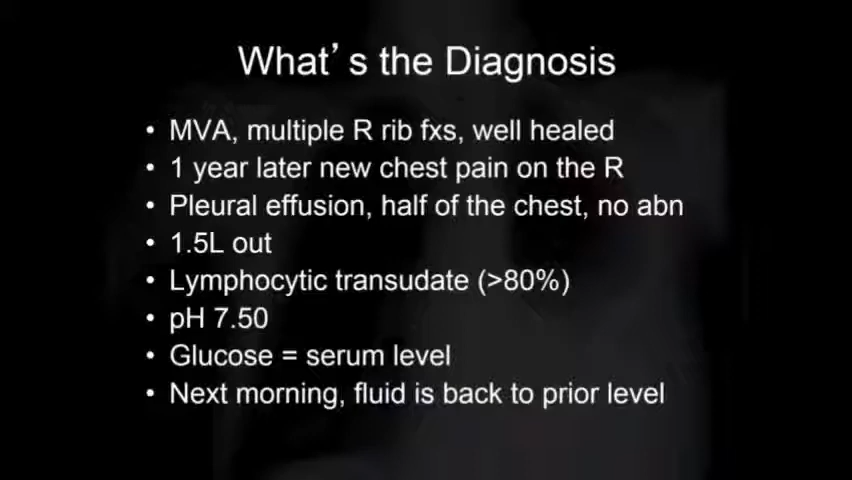 What's the Diagnosis
• MVA, multiple R rib fxs, well healed
• 1 year later new chest pain on the R
• Pleural effusion, half of the chest, no abn
• 1.5L out
• Lymphocytic transudate (>80%)
• pH 7.50
• Glucose = serum level
• Next morning, fluid is back to prior level